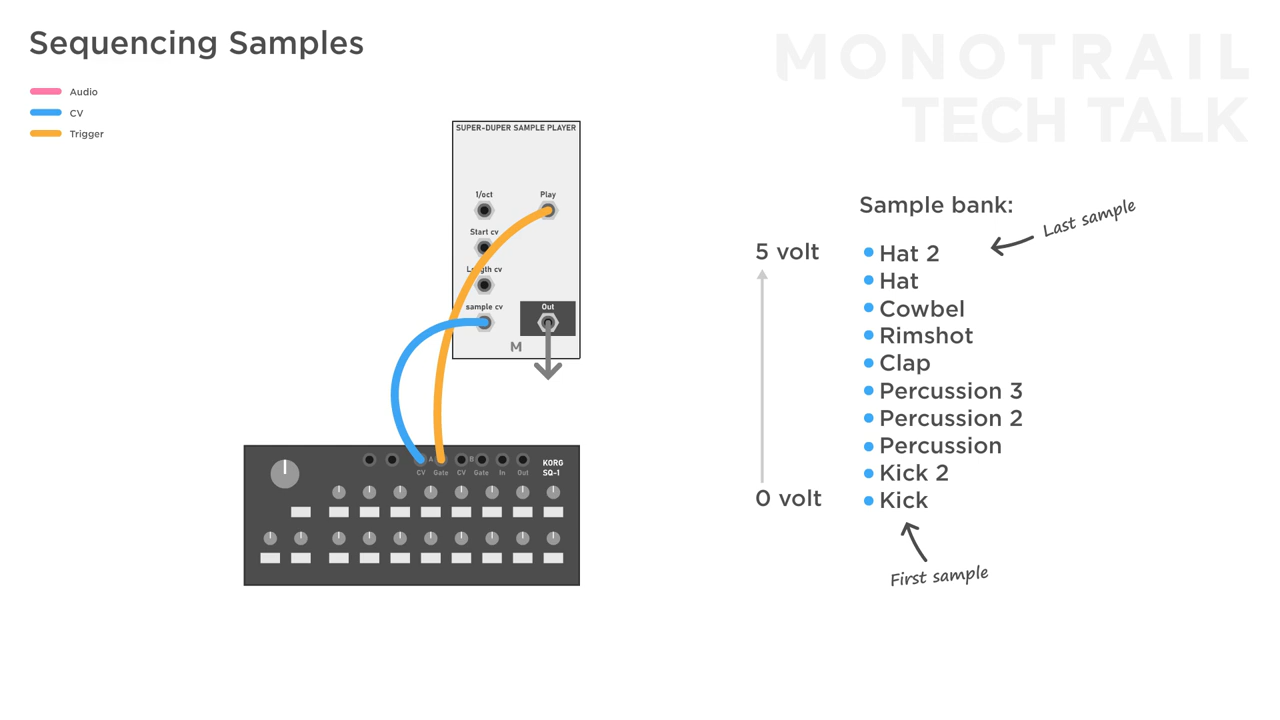 Sequencing Samples
MONOTRAIL
TECH TALK
Audio
CV
Trigger
SUPER-DUPER SAMPLE PLAYER
1/oct
Play
Start cv
Length cv
sample cv
Out
M
A
B
CV
Gate
CV
Gate
In
Out
KORG
SQ-1
Sample bank:
Last sample
5 volt
Hat 2
Hat
Cowbel
Rimshot
Clap
Percussion 3
Percussion 2
Percussion
Kick 2
0 volt
Kick
First sample